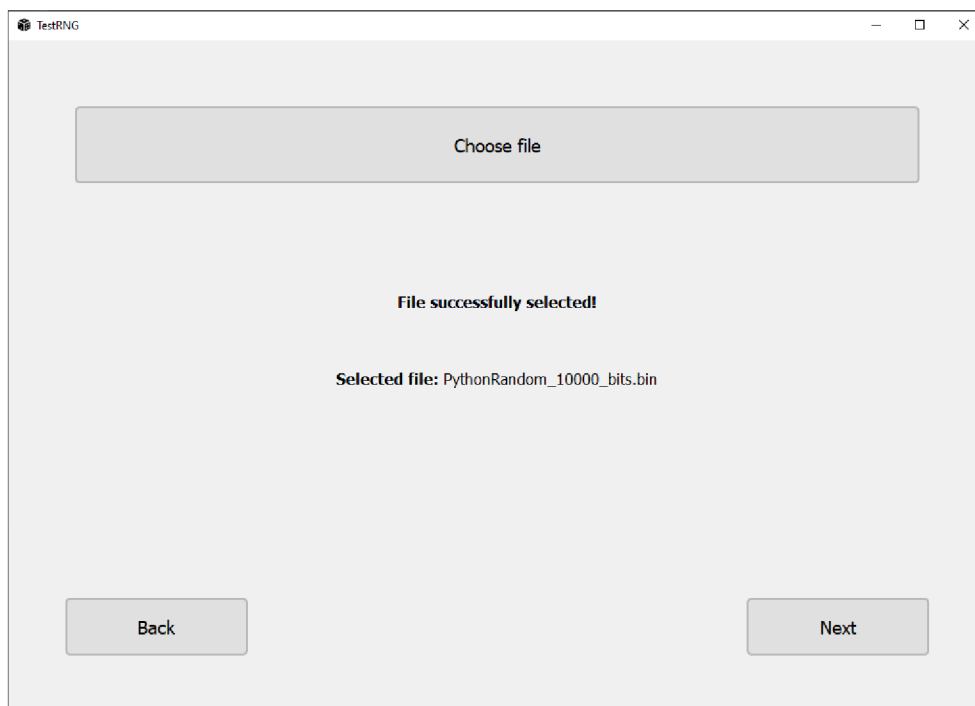 TestRNG
Choose file
File successfully selected!
Selected file: PythonRandom_10000_bits.bin
Back
Next